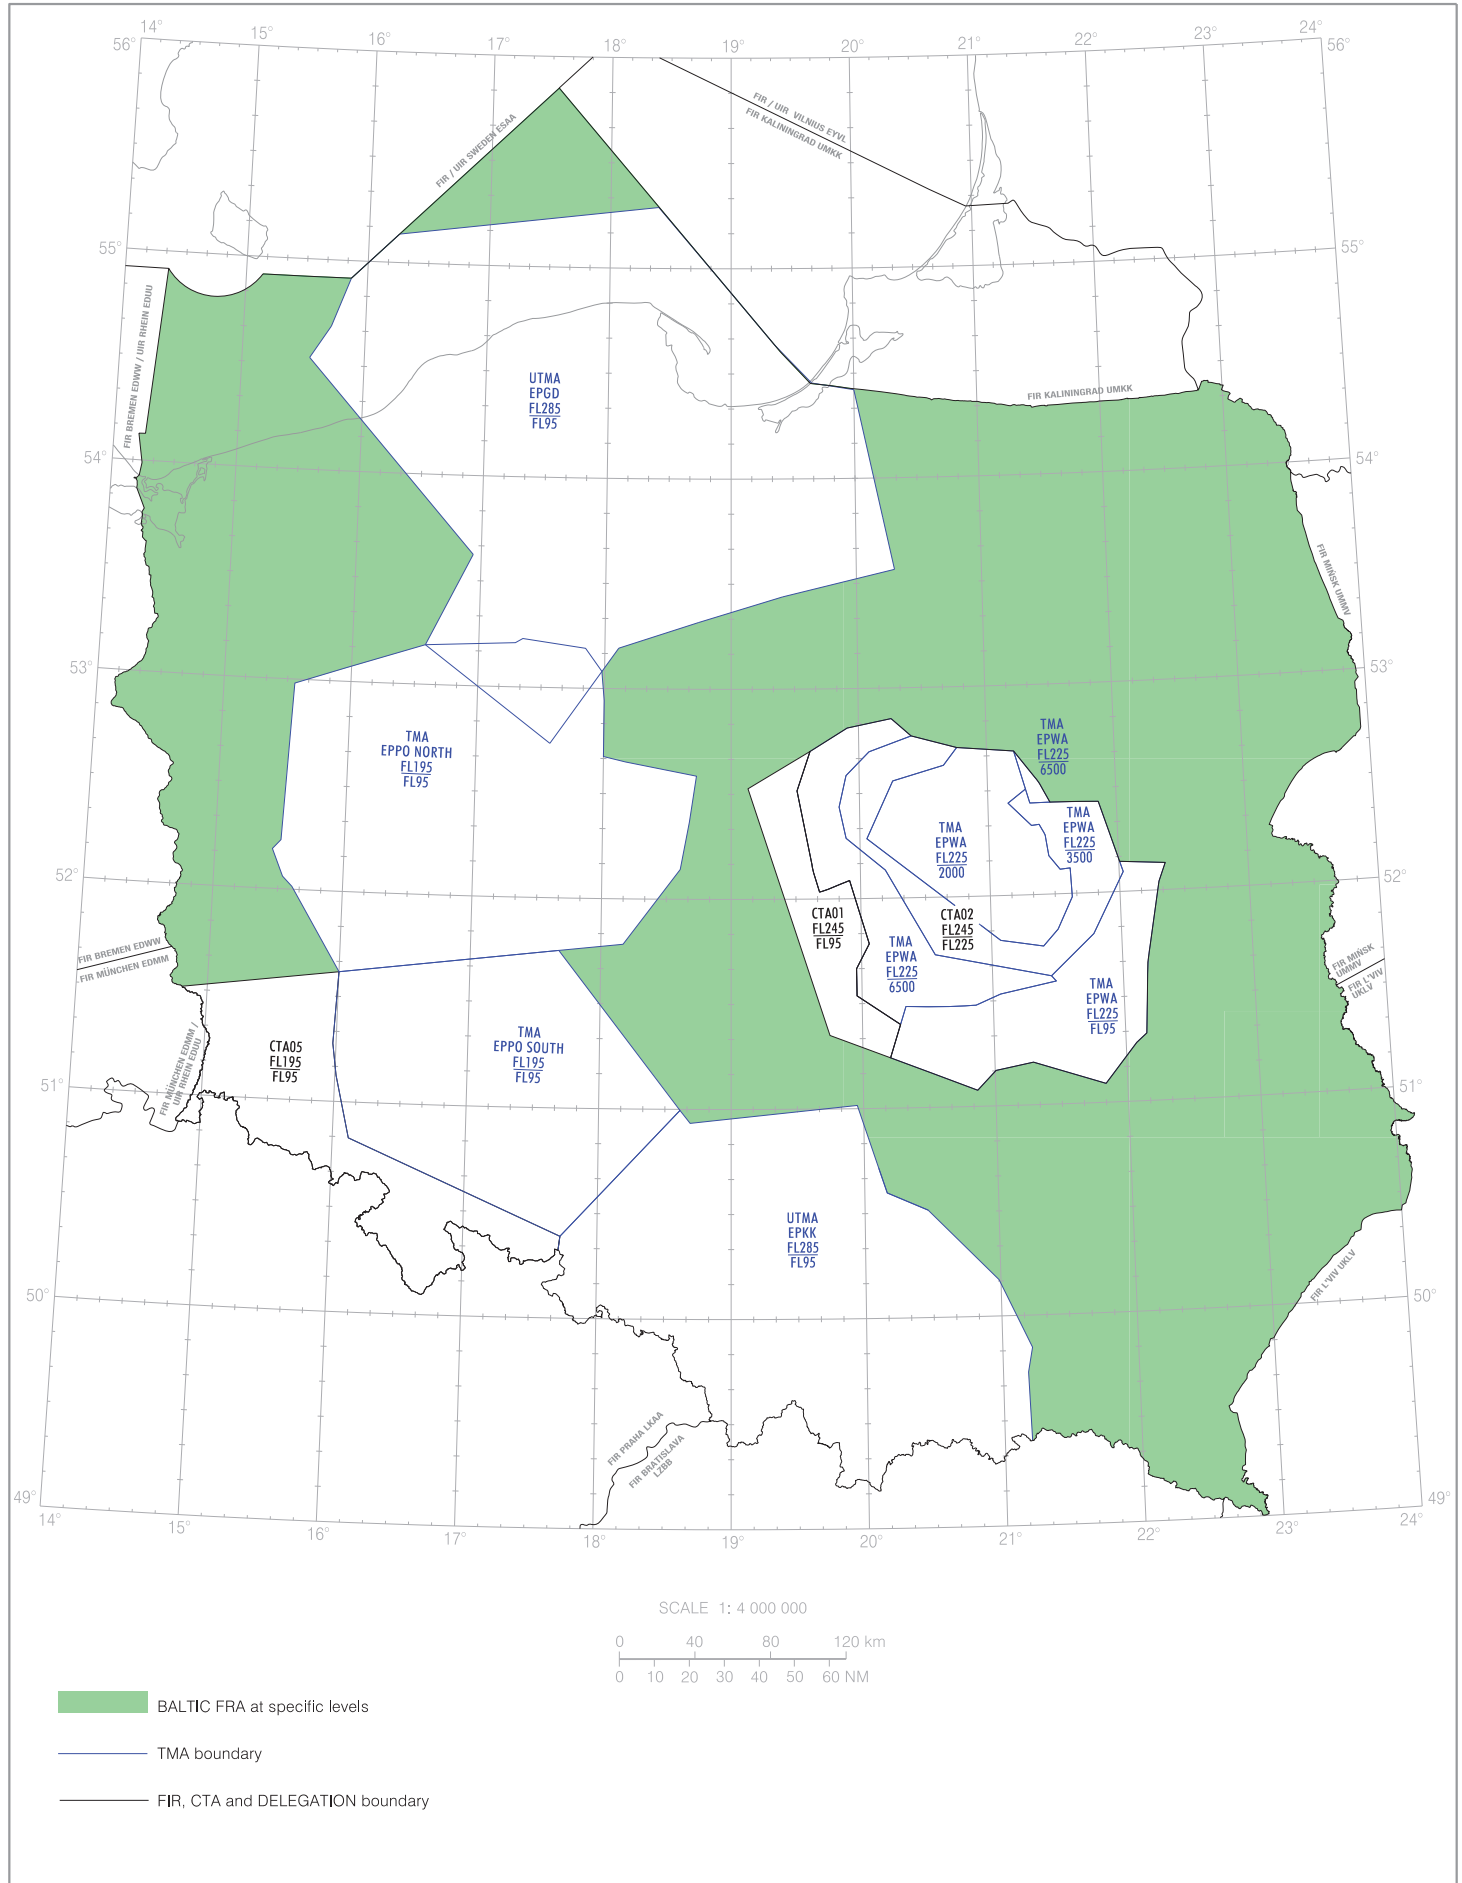 14° 15° 16° 17° 18° 19° 20° 21° 22° 23° 24°
56° 56°
FIR / UIR VILNIUS EYVL
FIR KALININGRAD UMKK
FIR / UIR SWEDEN ESAA
55° 55°
FIR BREMEN EDWW / UIR RHEIN EDUU
UTMA
EPGD
FL285
FL95
FIR KALININGRAD UMKK
54° 54°
FIR MIŃSK UMMV
53° 53°
TMA
EPPO NORTH
FL195
FL95
TMA
EPWA
FL225
6500
TMA
EPWA
FL225
3500
TMA
EPWA
FL225
2000
52° 52°
CTA01
FL245
FL95
CTA02
FL245
FL225
TMA
EPWA
FL225
6500
FIR BREMEN EDWW
FIR MÜNCHEN EDMM
FIR MIŃSK
UMMV
FIR L'VIV
UKLV
TMA
EPWA
FL225
FL95
FIR MÜNCHEN EDMM /
UIR RHEIN EDUU
CTA05
FL195
FL95
TMA
EPPO SOUTH
FL195
FL95
51° 51°
UTMA
EPKK
FL285
FL95
FIR L'VIV UKLV
50° 50°
FIR PRAHA LKAA
FIR BRATISLAVA
LZBB
49° 49°
14° 15° 16° 17° 18° 19° 20° 21° 22° 23° 24°
SCALE 1: 4 000 000
0 40 80 120 km
0 10 20 30 40 50 60 NM
BALTIC FRA at specific levels
TMA boundary
FIR, CTA and DELEGATION boundary